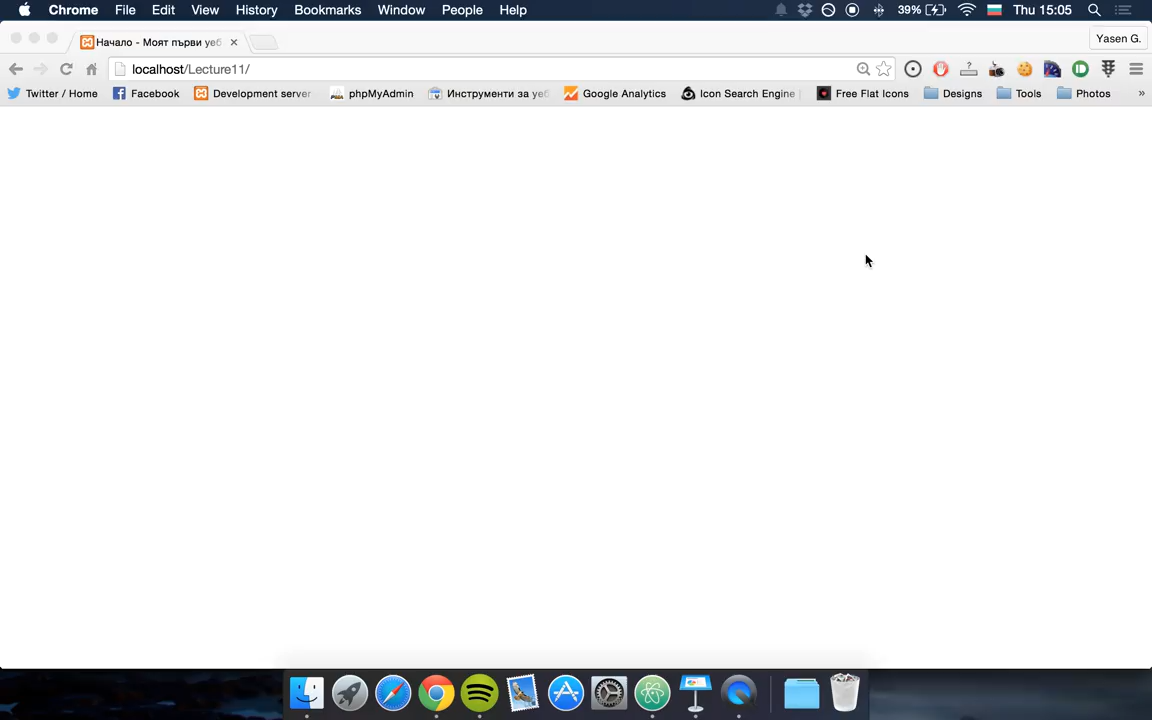 Chrome File Edit View History Bookmarks Window People Help 39% Thu 15:05
Начало - Моят първи уеб
Yasen G.
localhost/Lecture11/
Twitter / Home Facebook Development server phpMyAdmin Инструменти за уеб Google Analytics Icon Search Engine Free Flat Icons Designs Tools Photos »